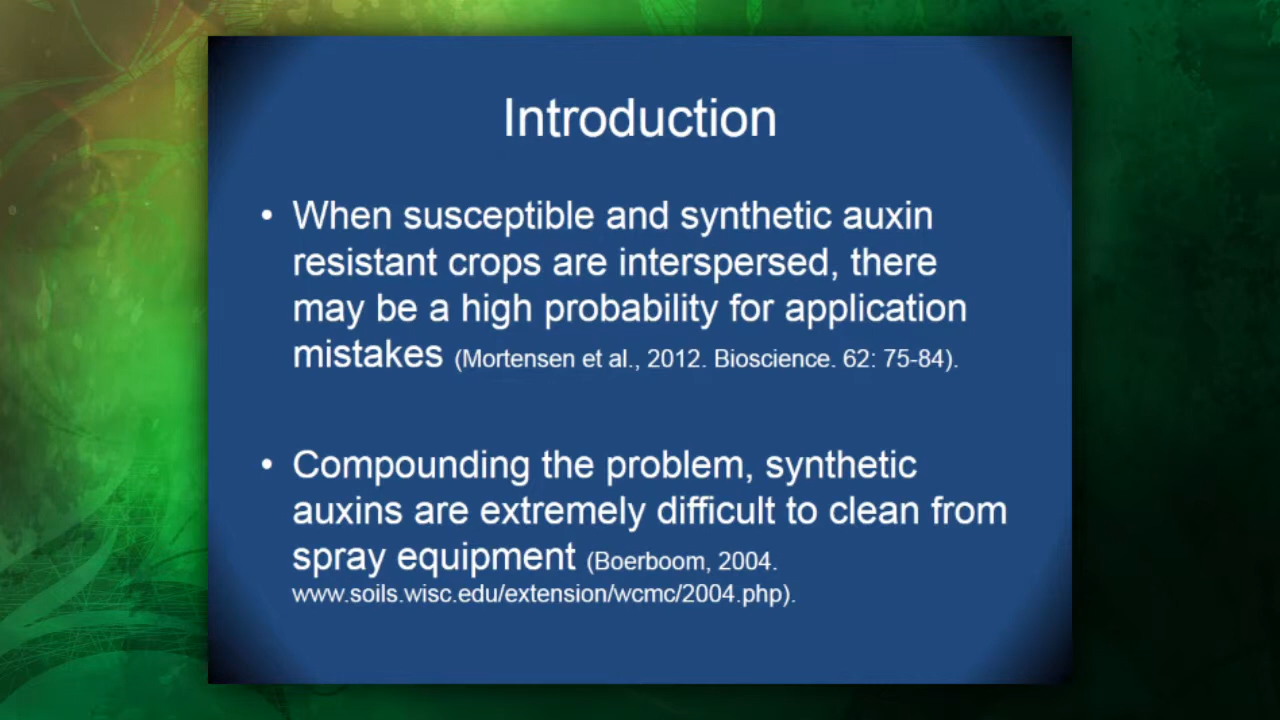 Introduction
• When susceptible and synthetic auxin
resistant crops are interspersed, there
may be a high probability for application
mistakes (Mortensen et al., 2012. Bioscience. 62: 75-84).
• Compounding the problem, synthetic
auxins are extremely difficult to clean from
spray equipment (Boerboom, 2004.
www.soils.wisc.edu/extension/wcmc/2004.php).